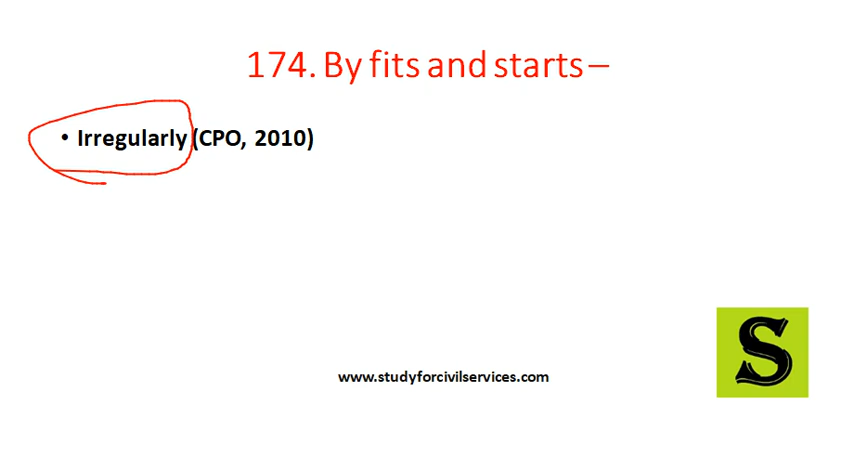 174. By fits and starts –
• Irregularly (CPO, 2010)
S
www.studyforcivilservices.com